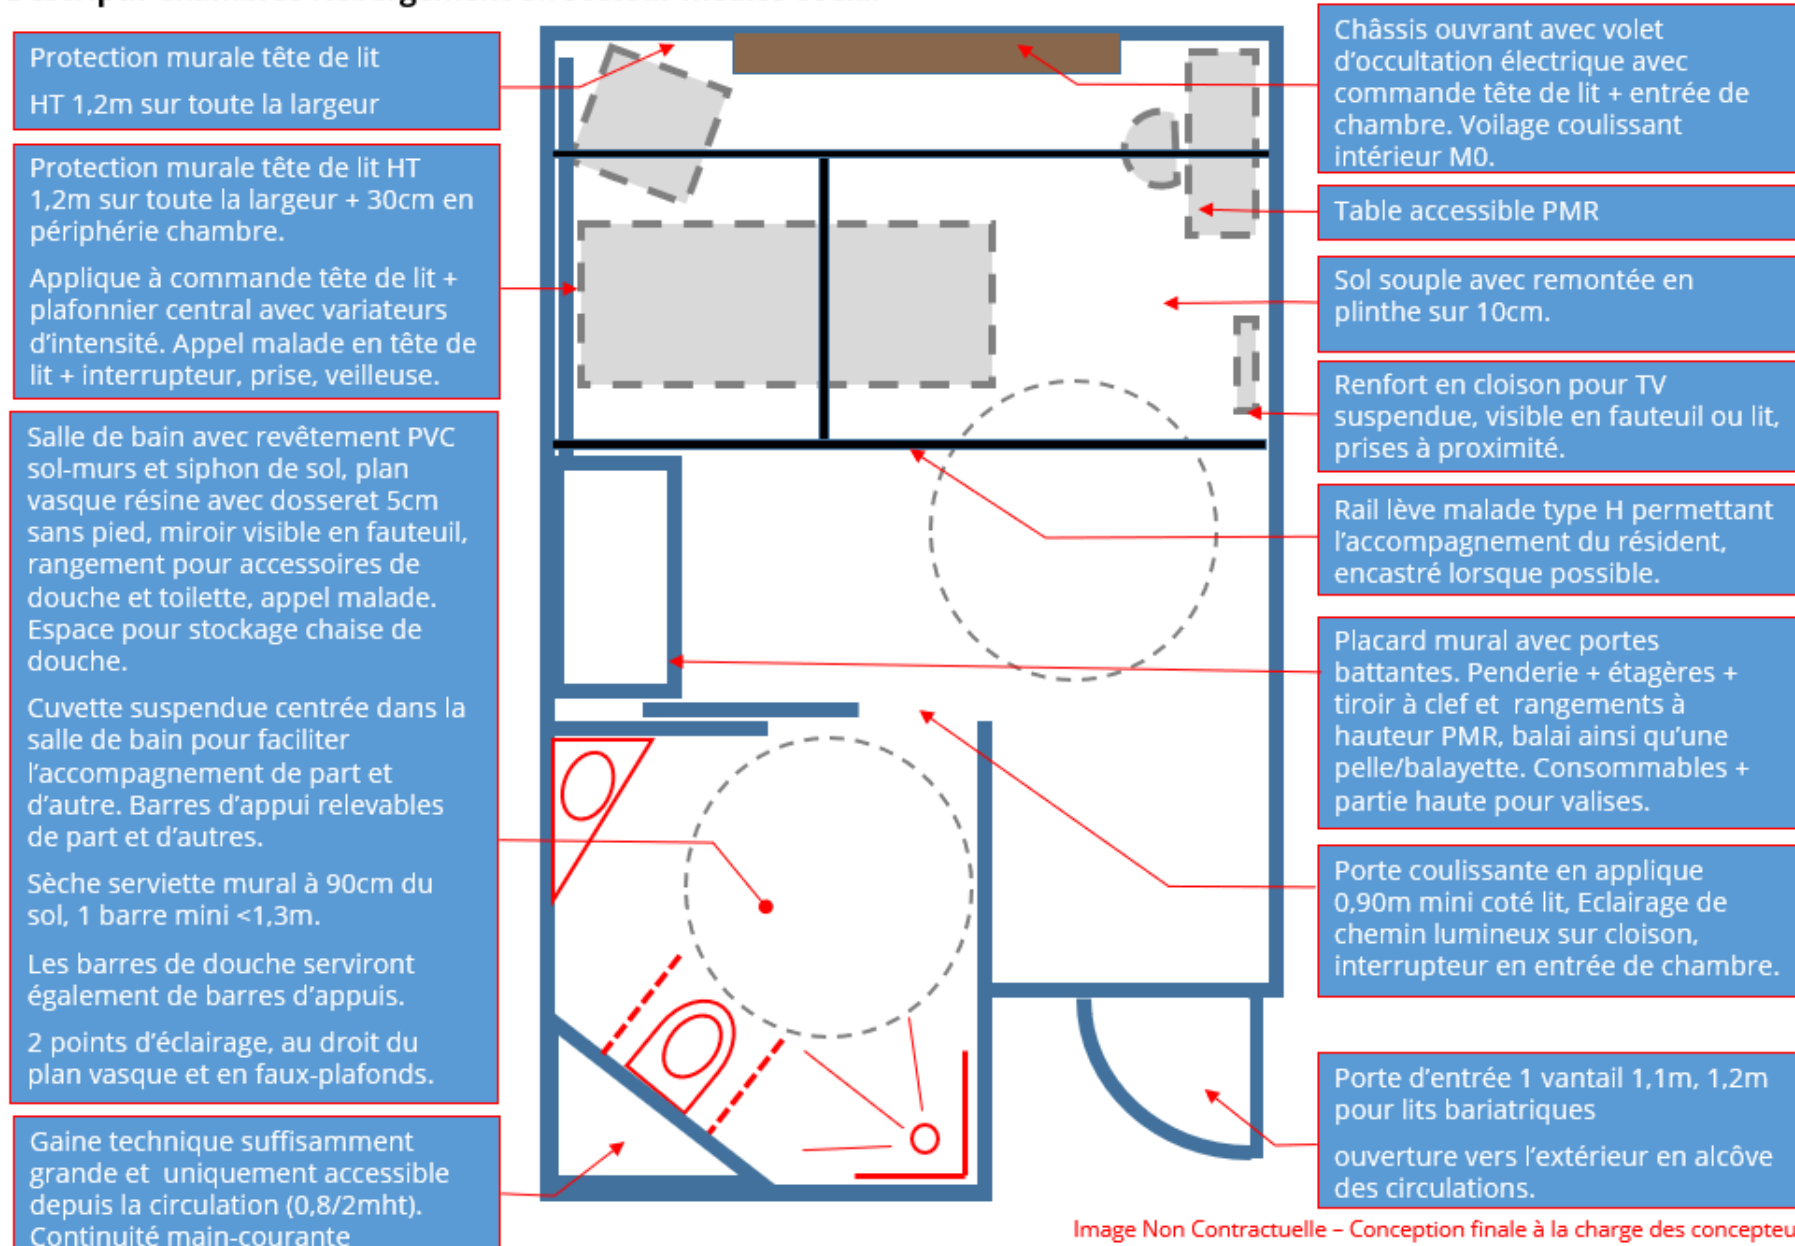 Protection murale tête de lit
HT 1,2m sur toute la largeur
Protection murale tête de lit HT
1,2m sur toute la largeur + 30cm en
périphérie chambre.
Applique à commande tête de lit +
plafonnier central avec variateurs
d’intensité. Appel malade en tête de
lit + interrupteur, prise, veilleuse.
Salle de bain avec revêtement PVC
sol-murs et siphon de sol, plan
vasque résine avec dosseret 5cm
sans pied, miroir visible en fauteuil,
rangement pour accessoires de
douche et toilette, appel malade.
Espace pour stockage chaise de
douche.
Cuvette suspendue centrée dans la
salle de bain pour faciliter
l’accompagnement de part et
d’autre. Barres d’appui relevables
de part et d’autres.
Sèche serviette mural à 90cm du
sol, 1 barre mini <1,3m.
Les barres de douche serviront
également de barres d’appuis.
2 points d’éclairage, au droit du
plan vasque et en faux-plafonds.
Gaine technique suffisamment
grande et uniquement accessible
depuis la circulation (0,8/2mht).
Continuité main-courante
Châssis ouvrant avec volet
d’occultation électrique avec
commande tête de lit + entrée de
chambre. Voilage coulissant
intérieur M0.
Table accessible PMR
Sol souple avec remontée en
plinthe sur 10cm.
Renfort en cloison pour TV
suspendue, visible en fauteuil ou lit,
prises à proximité.
Rail lève malade type H permettant
l’accompagnement du résident,
encastré lorsque possible.
Placard mural avec portes
battantes. Penderie + étagères +
tiroir à clef et rangements à
hauteur PMR, balai ainsi qu’une
pelle/balayette. Consommables +
partie haute pour valises.
Porte coulissante en applique
0,90m mini coté lit, Eclairage de
chemin lumineux sur cloison,
interrupteur en entrée de chambre.
Porte d’entrée 1 vantail 1,1m, 1,2m
pour lits bariatriques
ouverture vers l’extérieur en alcôve
des circulations.
Image Non Contractuelle – Conception finale à la charge des concepteu